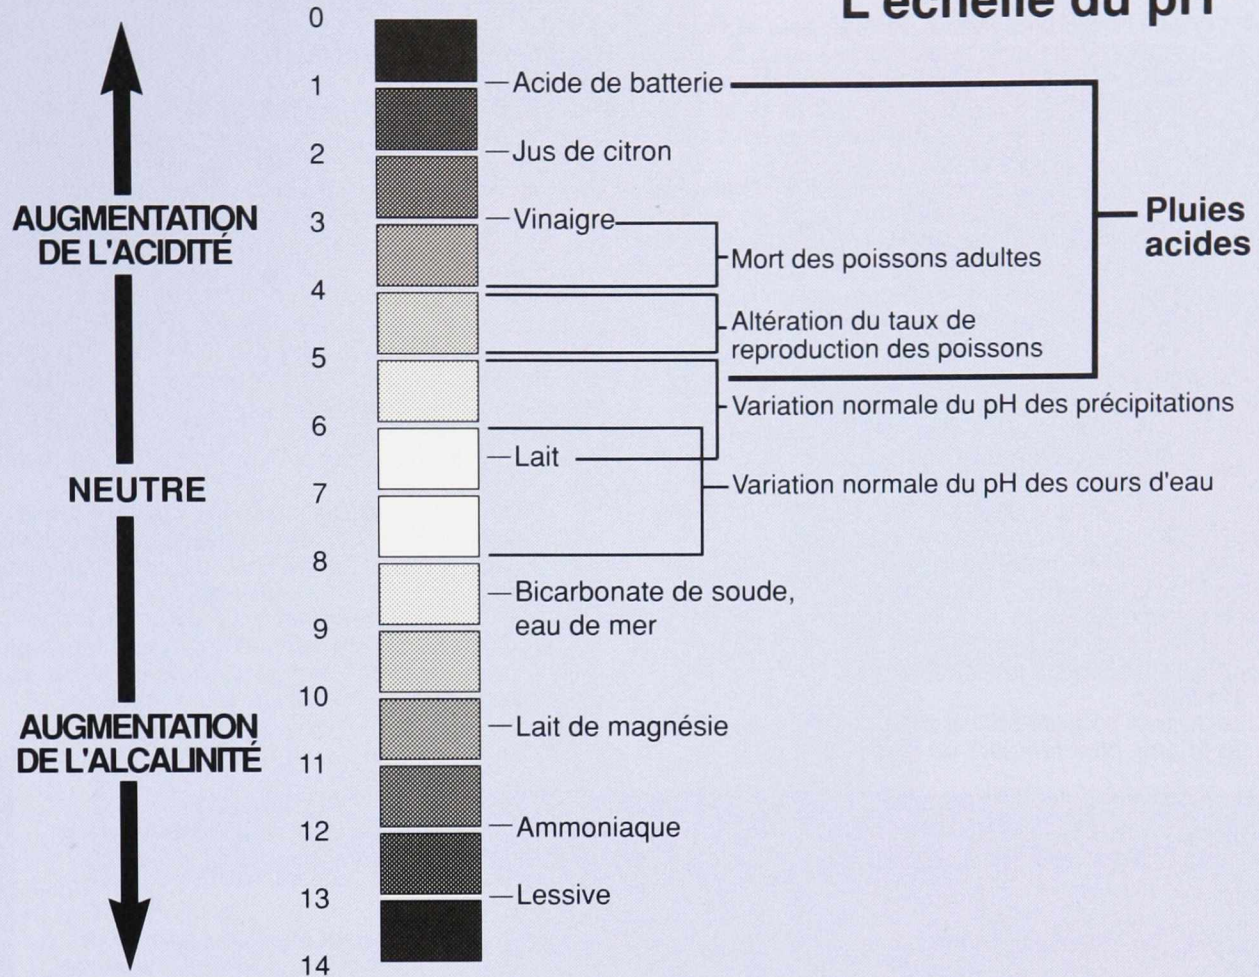 L'échelle du pH
0
1
Acide de batterie
2
Jus de citron
AUGMENTATION
DE L'ACIDITÉ
3
Vinaigre
Pluies
acides
Mort des poissons adultes
4
Altération du taux de
reproduction des poissons
5
Variation normale du pH des précipitations
6
Lait
NEUTRE
7
Variation normale du pH des cours d'eau
8
Bicarbonate de soude,
eau de mer
9
10
AUGMENTATION
DE L'ALCALINITÉ
Lait de magnésie
11
12
Ammoniaque
13
Lessive
14